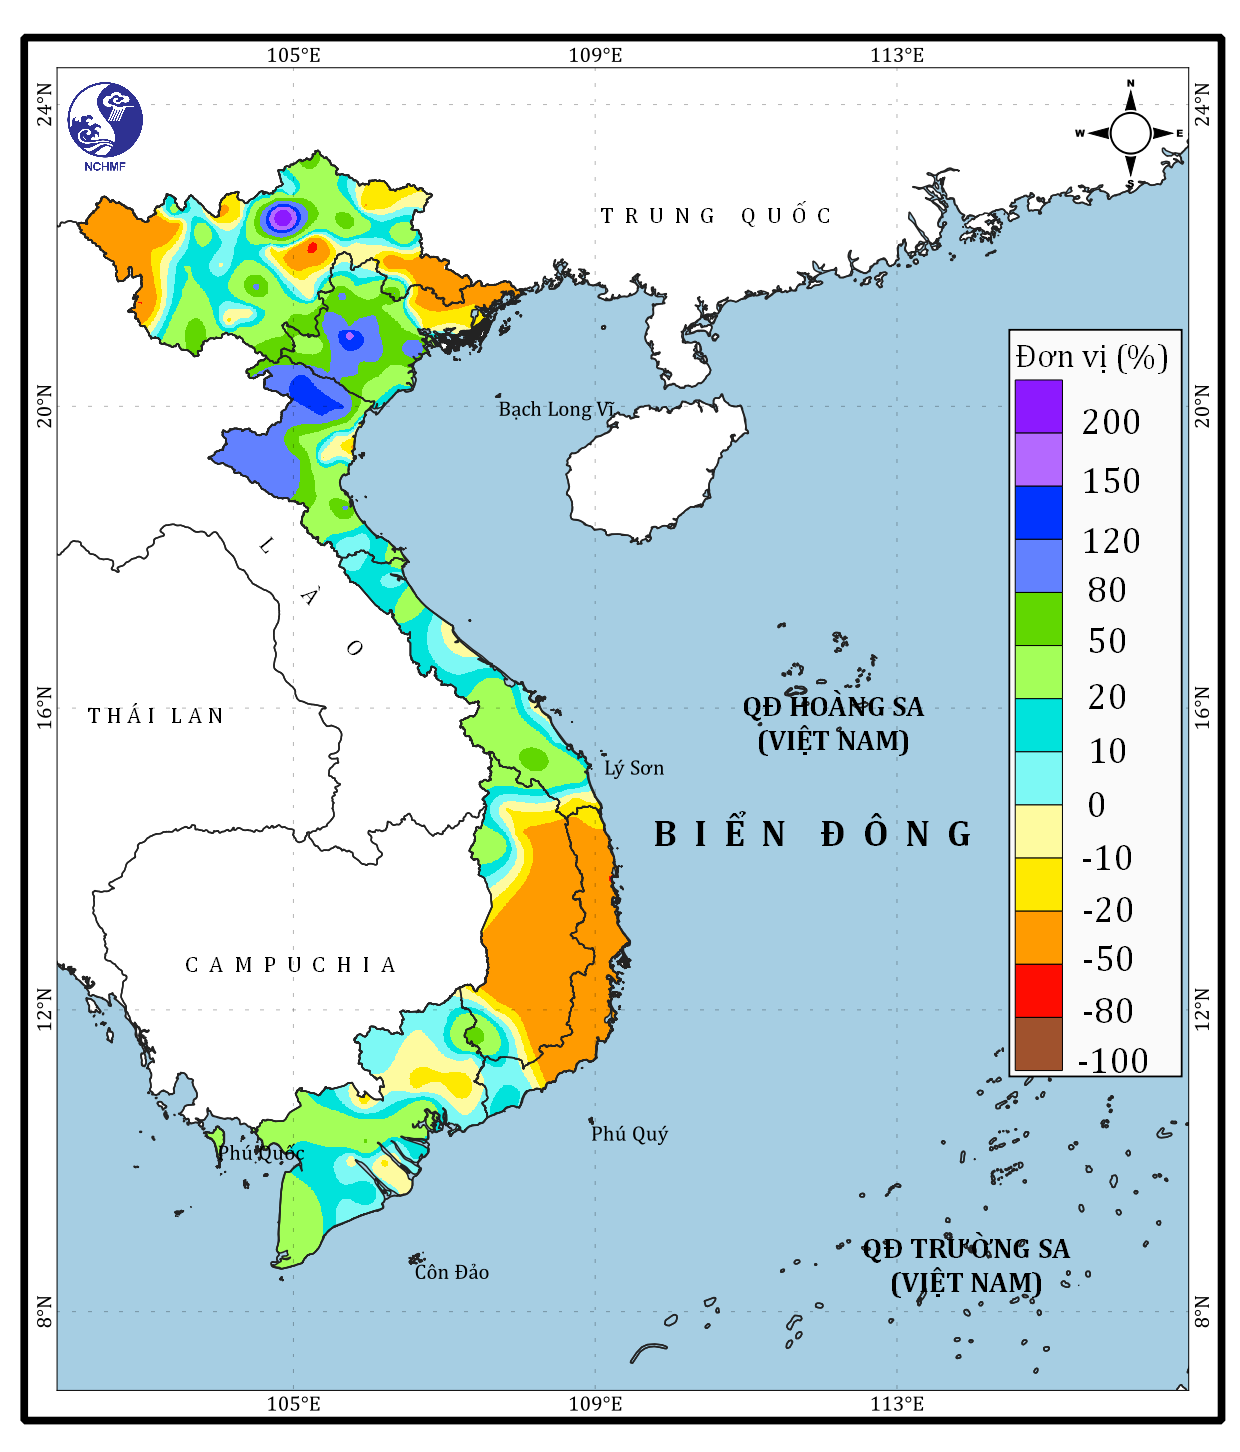 105°E 109°E 113°E
24°N 24°N
N
W E
S
NCHMF
TRUNG QUỐC
Đơn vị (%)
200
150
120
80
50
20
10
0
-10
-20
-50
-80
-100
20°N 20°N
Bạch Long Vĩ
LÀO
THÁI LAN
16°N 16°N
QĐ HOÀNG SA
(VIỆT NAM)
Lý Sơn
BIỂN ĐÔNG
CAMPUCHIA
12°N 12°N
Phú Quý
Phú Quốc
QĐ TRƯỜNG SA
(VIỆT NAM)
Côn Đảo
8°N 8°N
105°E 109°E 113°E